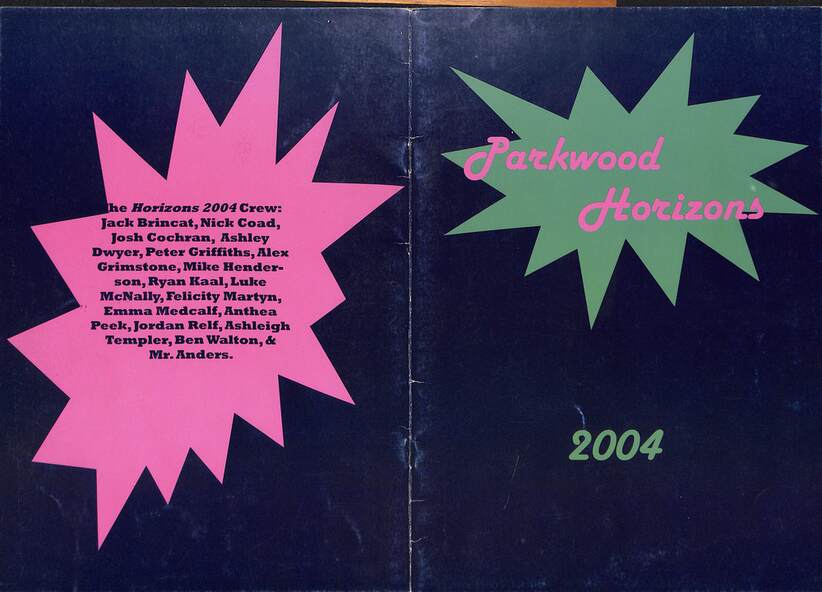 The Horizons 2004 Crew:
Jack Brincat, Nick Coad,
Josh Cochran, Ashley
Dwyer, Peter Griffiths, Alex
Grimstone, Mike Hender-
son, Ryan Kaal, Luke
McNally, Felicity Martyn,
Emma Medcalf, Anthea
Peek, Jordan Relf, Ashleigh
Templer, Ben Walton, &
Mr. Anders.
Parkwood
Horizons
2004